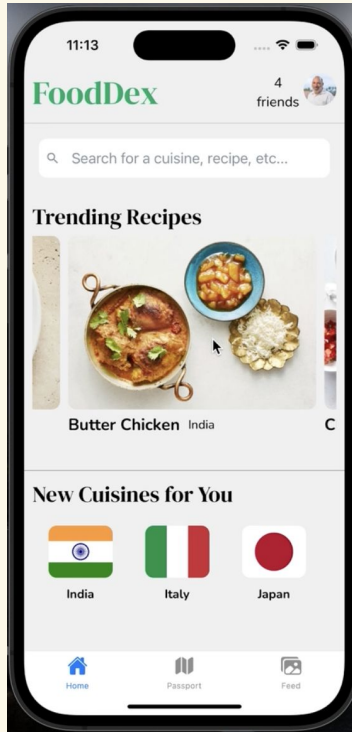 11:13
FoodDex
4
friends
Search for a cuisine, recipe, etc...
Trending Recipes
Butter Chicken India
C
New Cuisines for You
India
Italy
Japan
Home
Passport
Feed